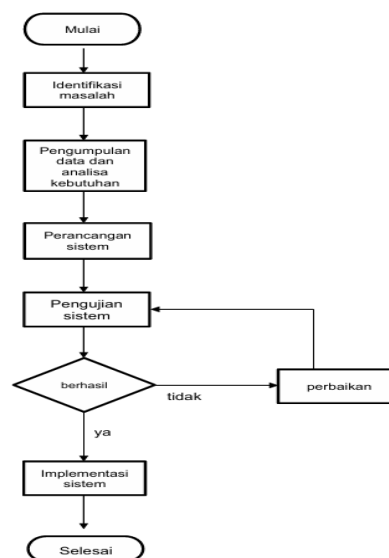 Mulai
Identifikasi
masalah
Pengumpulan
data dan
analisa
kebutuhan
Perancangan
sistem
Pengujian
sistem
berhasil
tidak
perbaikan
ya
Implementasi
sistem
Selesai